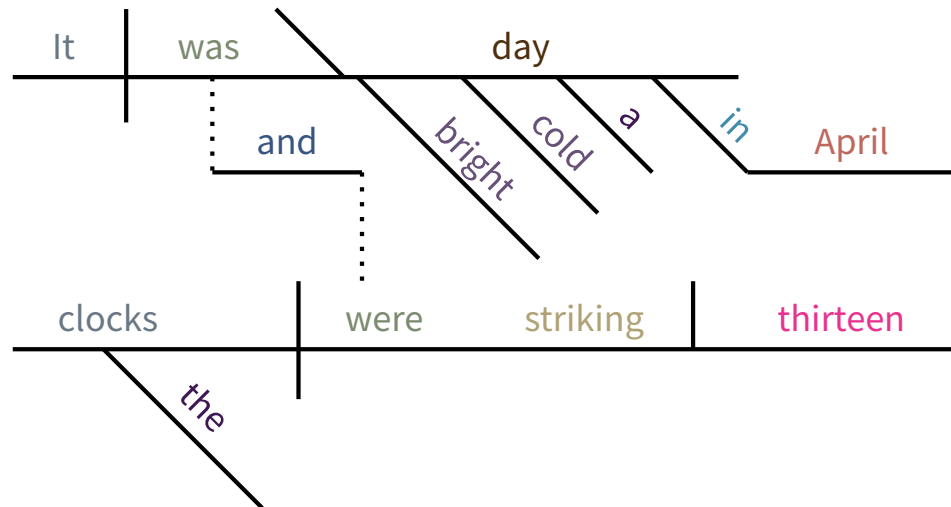 It was day
and bright cold a in April
clocks were striking thirteen
the